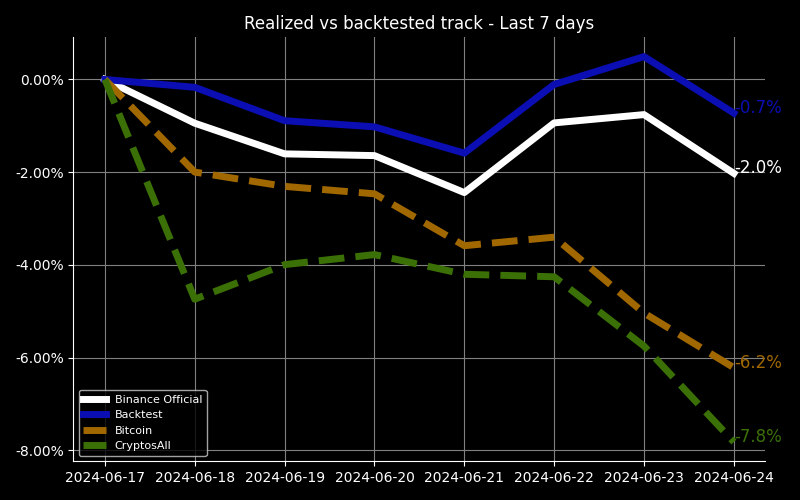 Realized vs backtested track - Last 7 days
0.00%
-2.00%
-4.00%
-6.00%
-8.00%
-0.7%
-2.0%
-6.2%
-7.8%
Binance Official
Backtest
Bitcoin
CryptosAll
2024-06-17 2024-06-18 2024-06-19 2024-06-20 2024-06-21 2024-06-22 2024-06-23 2024-06-24